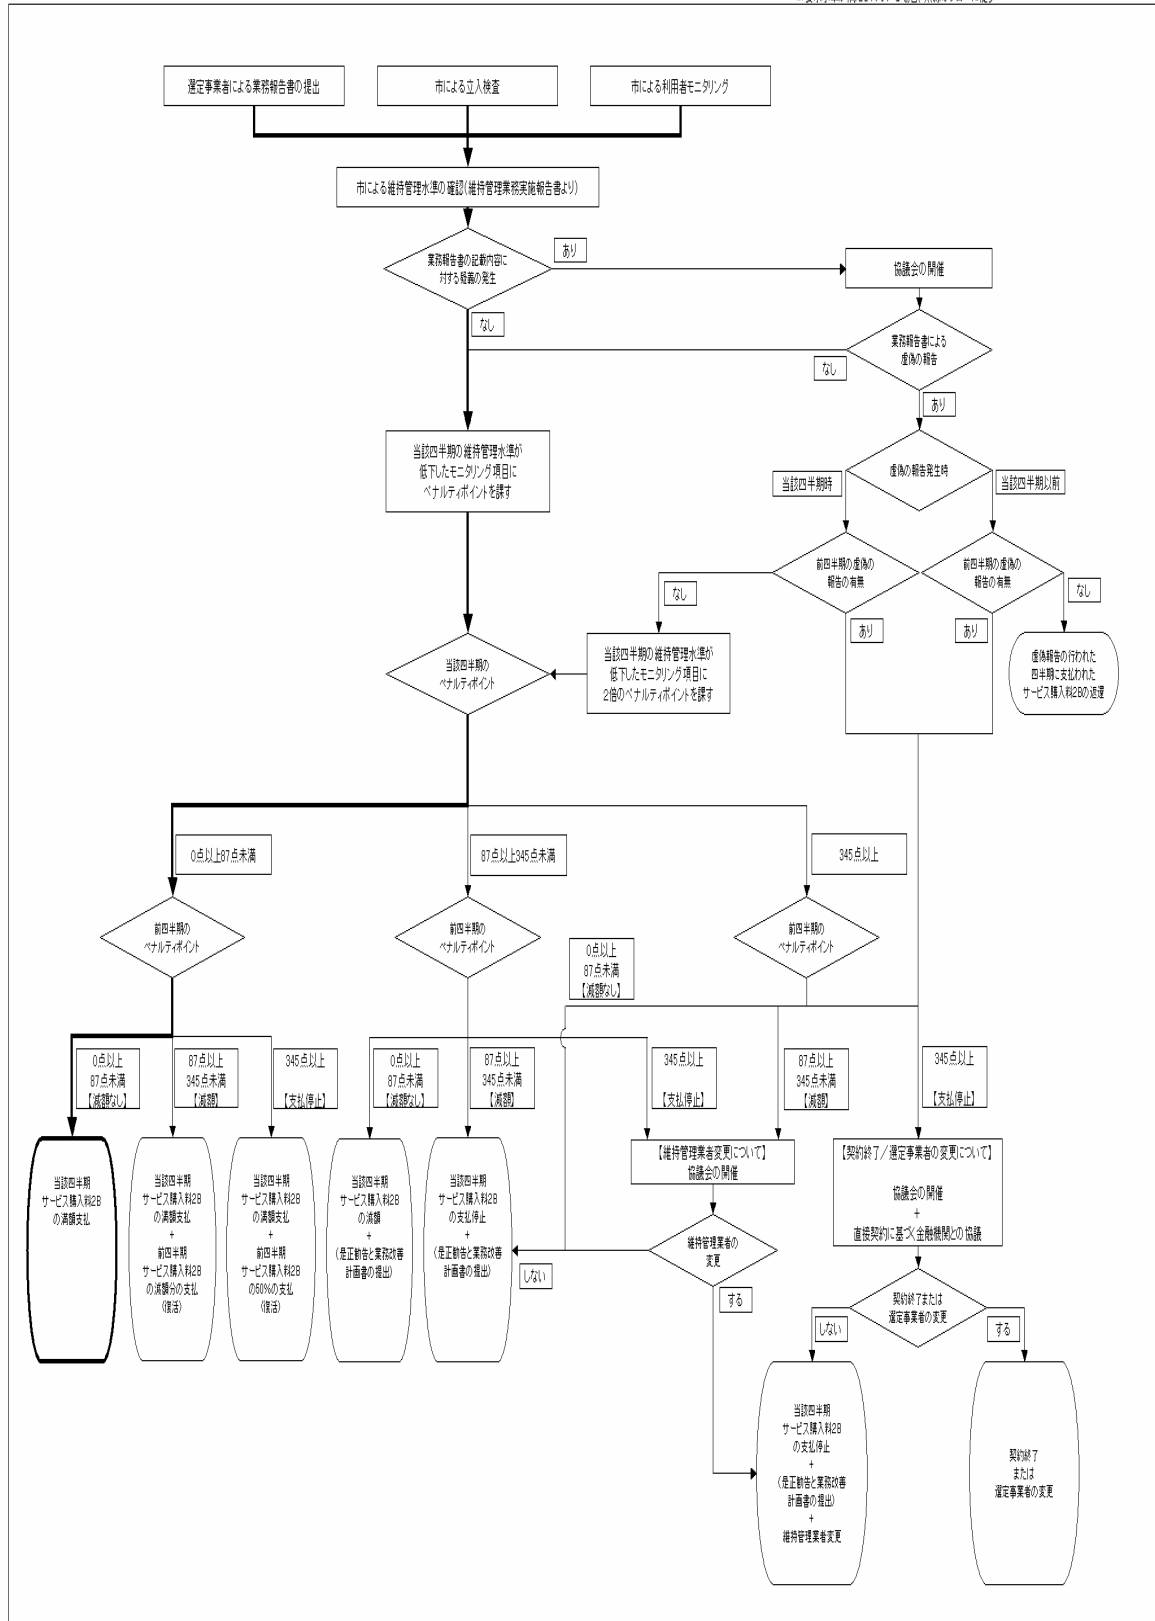 選定事業者による業務報告書の提出
市による立入検査
市による利用者モニタリング
市による維持管理水準の確認(維持管理業務実施報告書より)
業務報告書の記載内容に
対する疑義の発生
あり
協議会の開催
なし
業務報告書による
虚偽の報告
なし
あり
当該四半期の維持管理水準が
低下したモニタリング項目に
ペナルティポイントを課す
虚偽の報告発生時
当該四半期時
当該四半期以前
前四半期の虚偽の
報告の有無
前四半期の虚偽の
報告の有無
なし
なし
あり
あり
当該四半期の
ペナルティポイント
当該四半期の維持管理水準が
低下したモニタリング項目に
2倍のペナルティポイントを課す
虚偽報告の行われた
四半期に支払われた
サービス購入料2Bの返還
0点以上87点未満
87点以上345点未満
345点以上
前四半期の
ペナルティポイント
前四半期の
ペナルティポイント
前四半期の
ペナルティポイント
0点以上
87点未満
【減額なし】
0点以上
87点未満
【減額なし】
87点以上
345点未満
【減額】
345点以上
【支払停止】
0点以上
87点未満
【減額なし】
87点以上
345点未満
【減額】
345点以上
【支払停止】
87点以上
345点未満
【減額】
345点以上
【支払停止】
当該四半期
サービス購入料2B
の満額支払
当該四半期
サービス購入料2B
の満額支払
+
前四半期
サービス購入料2B
の減額分の支払
(復活)
当該四半期
サービス購入料2B
の満額支払
+
前四半期
サービス購入料2B
の50%の支払
(復活)
当該四半期
サービス購入料2B
の減額
+
(是正勧告と業務改善
計画書の提出)
当該四半期
サービス購入料2B
の支払停止
+
(是正勧告と業務改善
計画書の提出)
【維持管理業者変更について】
協議会の開催
【契約終了/選定事業者の変更について】
協議会の開催
+
直接契約に基づく金融機関との協議
維持管理業者の
変更
しない
する
契約終了または
選定事業者の変更
しない
する
当該四半期
サービス購入料2B
の支払停止
+
(是正勧告と業務改善
計画書の提出)
+
維持管理業者変更
契約終了
または
選定事業者の変更